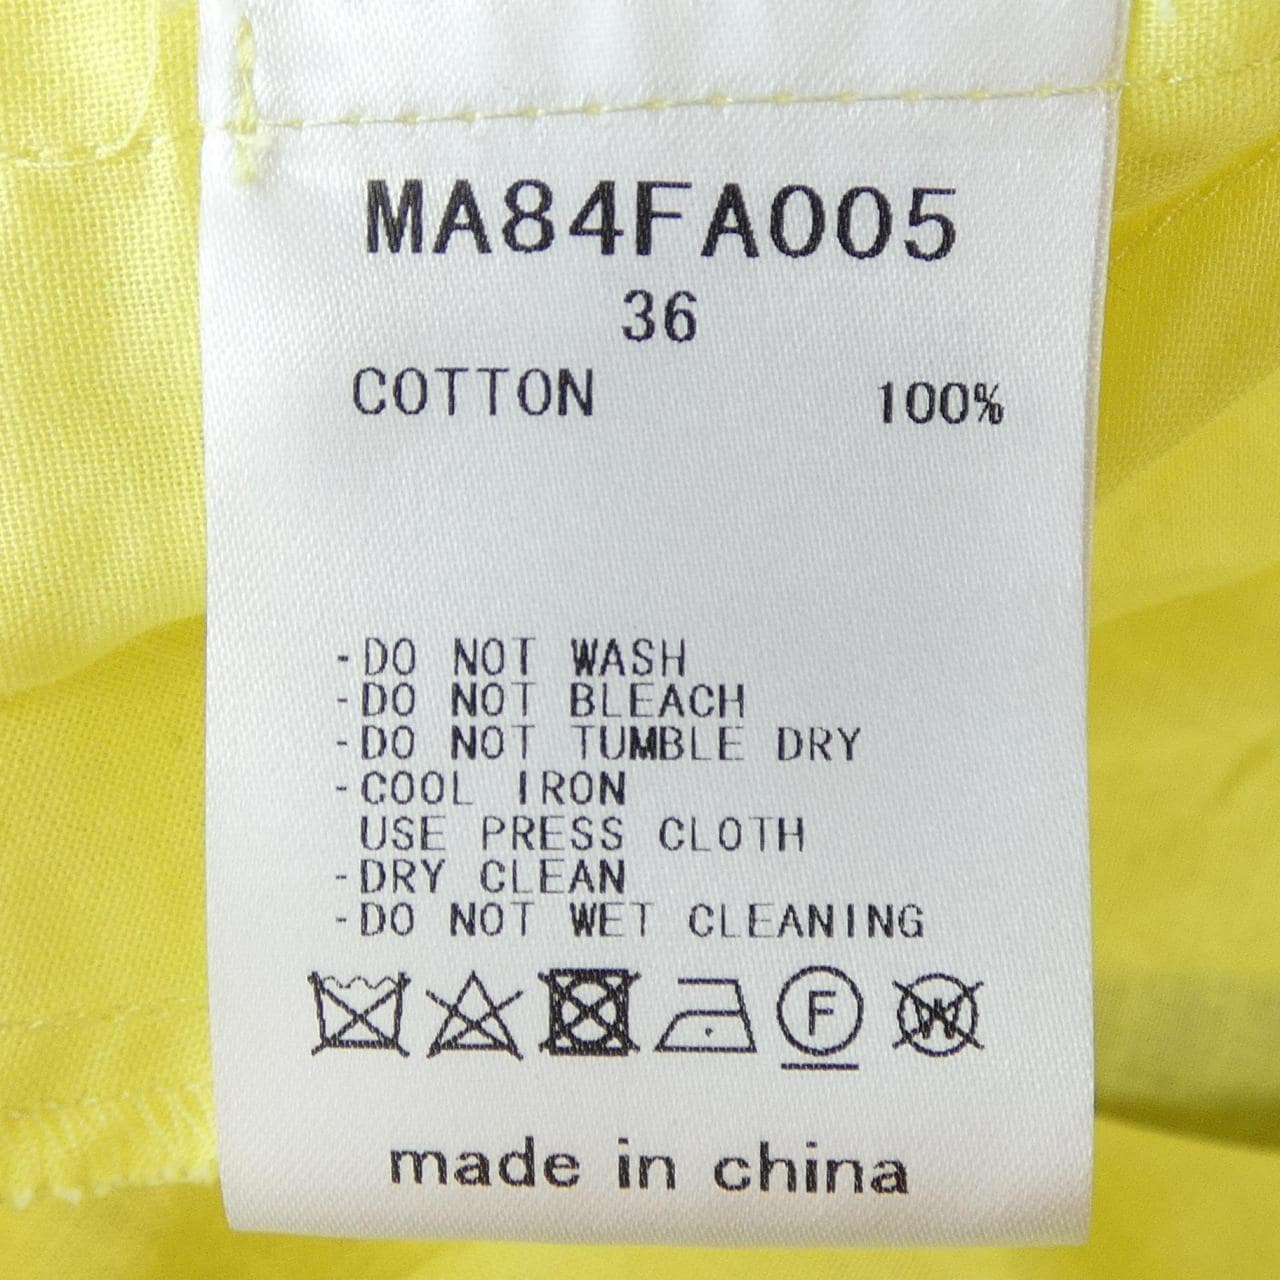 MA84FA005
36
COTTON 100%
-DO NOT WASH
-DO NOT BLEACH
-DO NOT TUMBLE DRY
-COOL IRON
USE PRESS CLOTH
-DRY CLEAN
-DO NOT WET CLEANING
F W
made in china